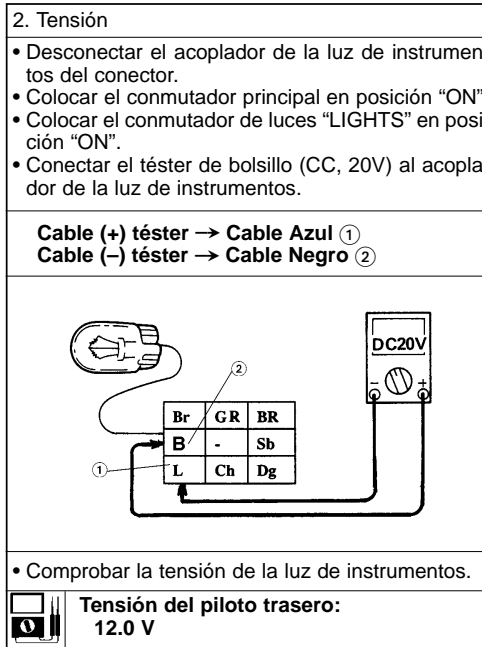 2. Tensión
• Desconectar el acoplador de la luz de instrumen
tos del conector.
• Colocar el conmutador principal en posición “ON”
• Colocar el conmutador de luces “LIGHTS” en posi
ción “ON”.
• Conectar el téster de bolsillo (CC, 20V) al acopla
dor de la luz de instrumentos.
Cable (+) téster → Cable Azul ①
Cable (–) téster → Cable Negro ②
DC20V
– +
②
Br GR BR
B - Sb
① L Ch Dg
• Comprobar la tensión de la luz de instrumentos.
Tensión del piloto trasero:
12.0 V